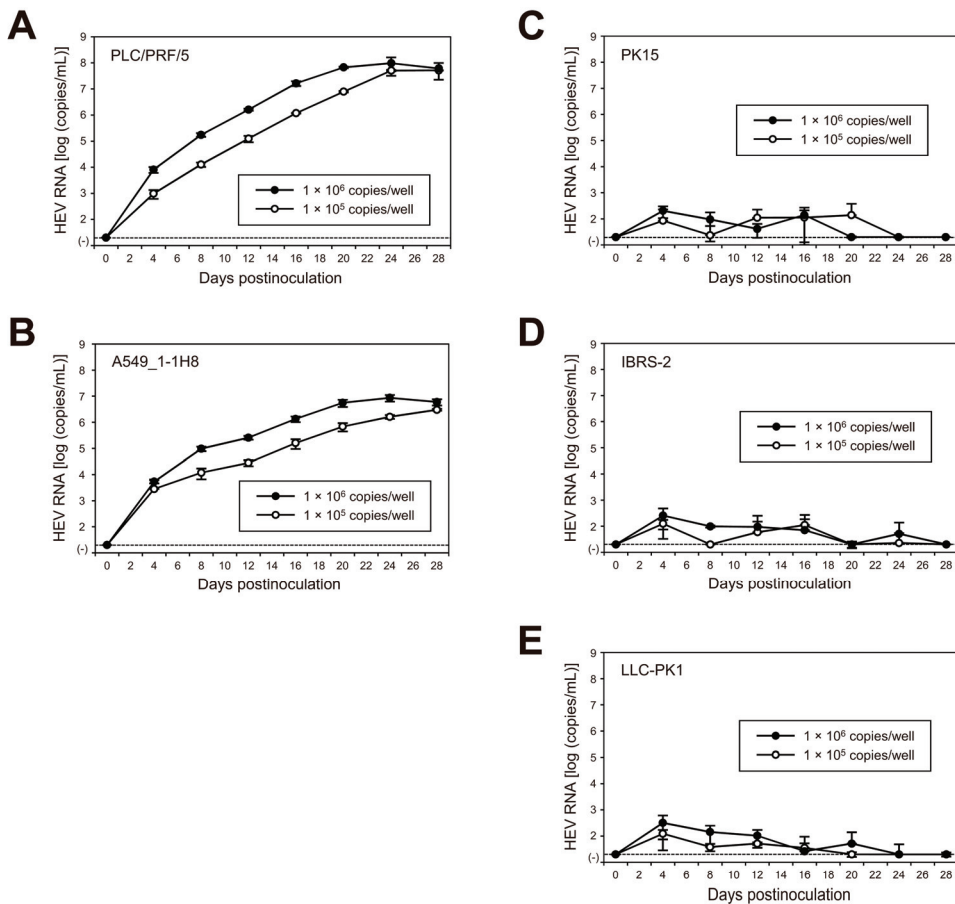 A
PLC/PRF/5
HEV RNA [log (copies/mL)]
9
8
7
6
5
4
3
2
(-)
1 × 10⁶ copies/well
1 × 10⁵ copies/well
0 2 4 6 8 10 12 14 16 18 20 22 24 26 28
Days postinoculation
B
A549_1-1H8
HEV RNA [log (copies/mL)]
9
8
7
6
5
4
3
2
(-)
1 × 10⁶ copies/well
1 × 10⁵ copies/well
0 2 4 6 8 10 12 14 16 18 20 22 24 26 28
Days postinoculation
C
PK15
HEV RNA [log (copies/mL)]
9
8
7
6
5
4
3
2
(-)
1 × 10⁶ copies/well
1 × 10⁵ copies/well
0 2 4 6 8 10 12 14 16 18 20 22 24 26 28
Days postinoculation
D
IBRS-2
HEV RNA [log (copies/mL)]
9
8
7
6
5
4
3
2
(-)
1 × 10⁶ copies/well
1 × 10⁵ copies/well
0 2 4 6 8 10 12 14 16 18 20 22 24 26 28
Days postinoculation
E
LLC-PK1
HEV RNA [log (copies/mL)]
9
8
7
6
5
4
3
2
(-)
1 × 10⁶ copies/well
1 × 10⁵ copies/well
0 2 4 6 8 10 12 14 16 18 20 22 24 26 28
Days postinoculation